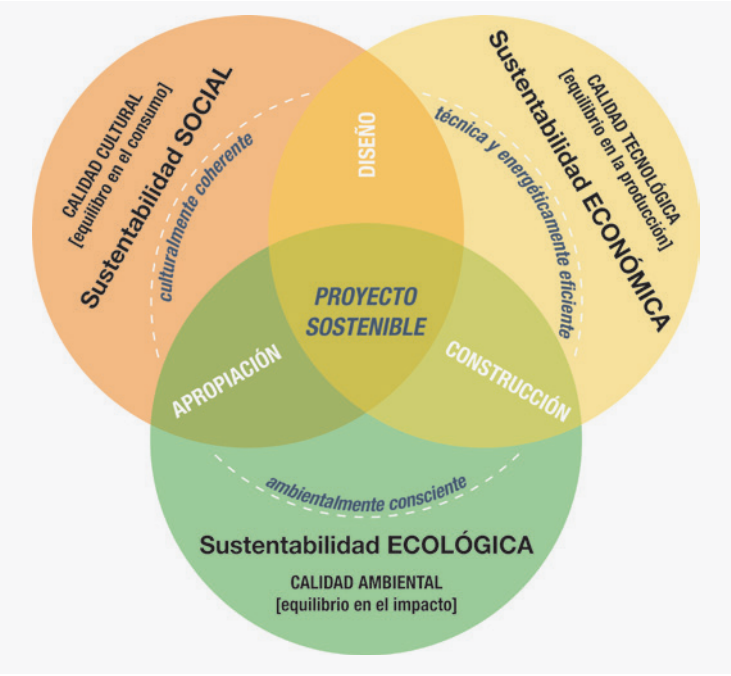 CALIDAD CULTURAL
[equilibro en el consumo]
Sustentabilidad SOCIAL
culturalmente coherente
DISEÑO
CALIDAD TECNOLÓGICA
[equilibrio en la producción]
Sustentabilidad ECONÓMICA
técnica y energéticamente eficiente
PROYECTO
SOSTENIBLE
APROPIACIÓN
CONSTRUCCIÓN
ambientalmente consciente
Sustentabilidad ECOLÓGICA
CALIDAD AMBIENTAL
[equilibrio en el impacto]